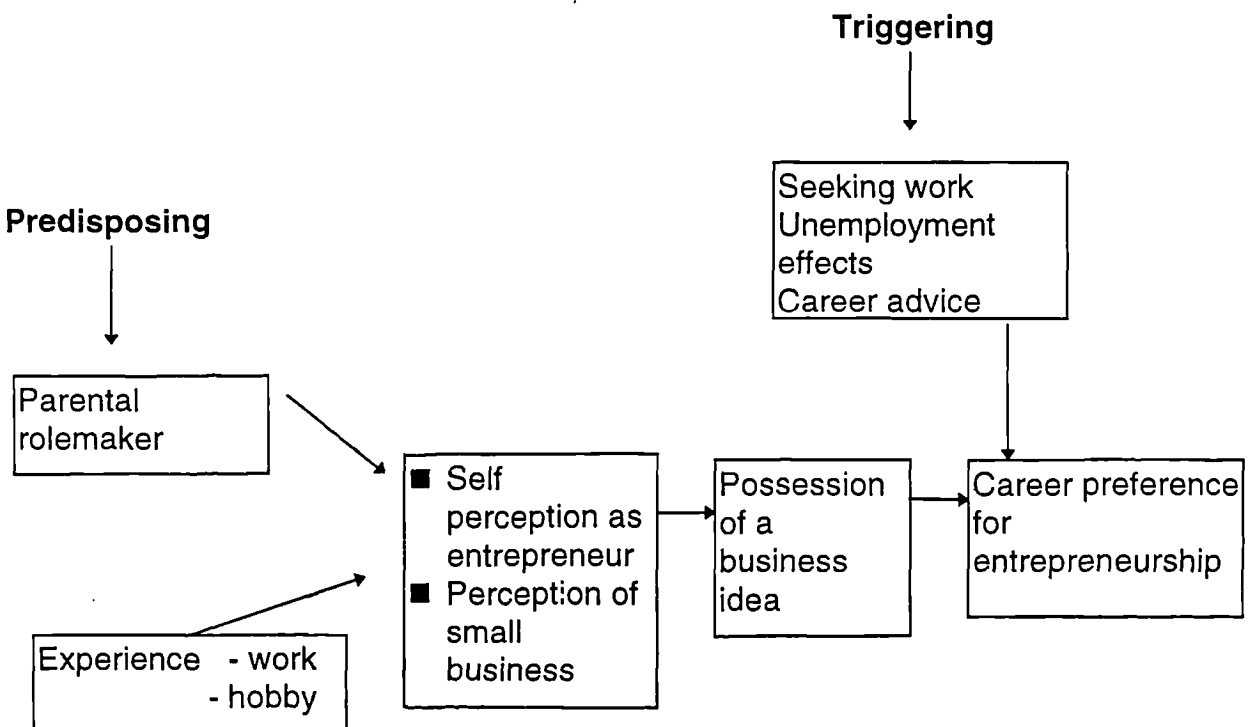 Triggering
Seeking work
Unemployment
effects
Career advice
Predisposing
Parental
rolemaker
Experience - work
- hobby
■ Self
perception as
entrepreneur
■ Perception of
small
business
Possession
of a
business
idea
Career preference
for
entrepreneurship